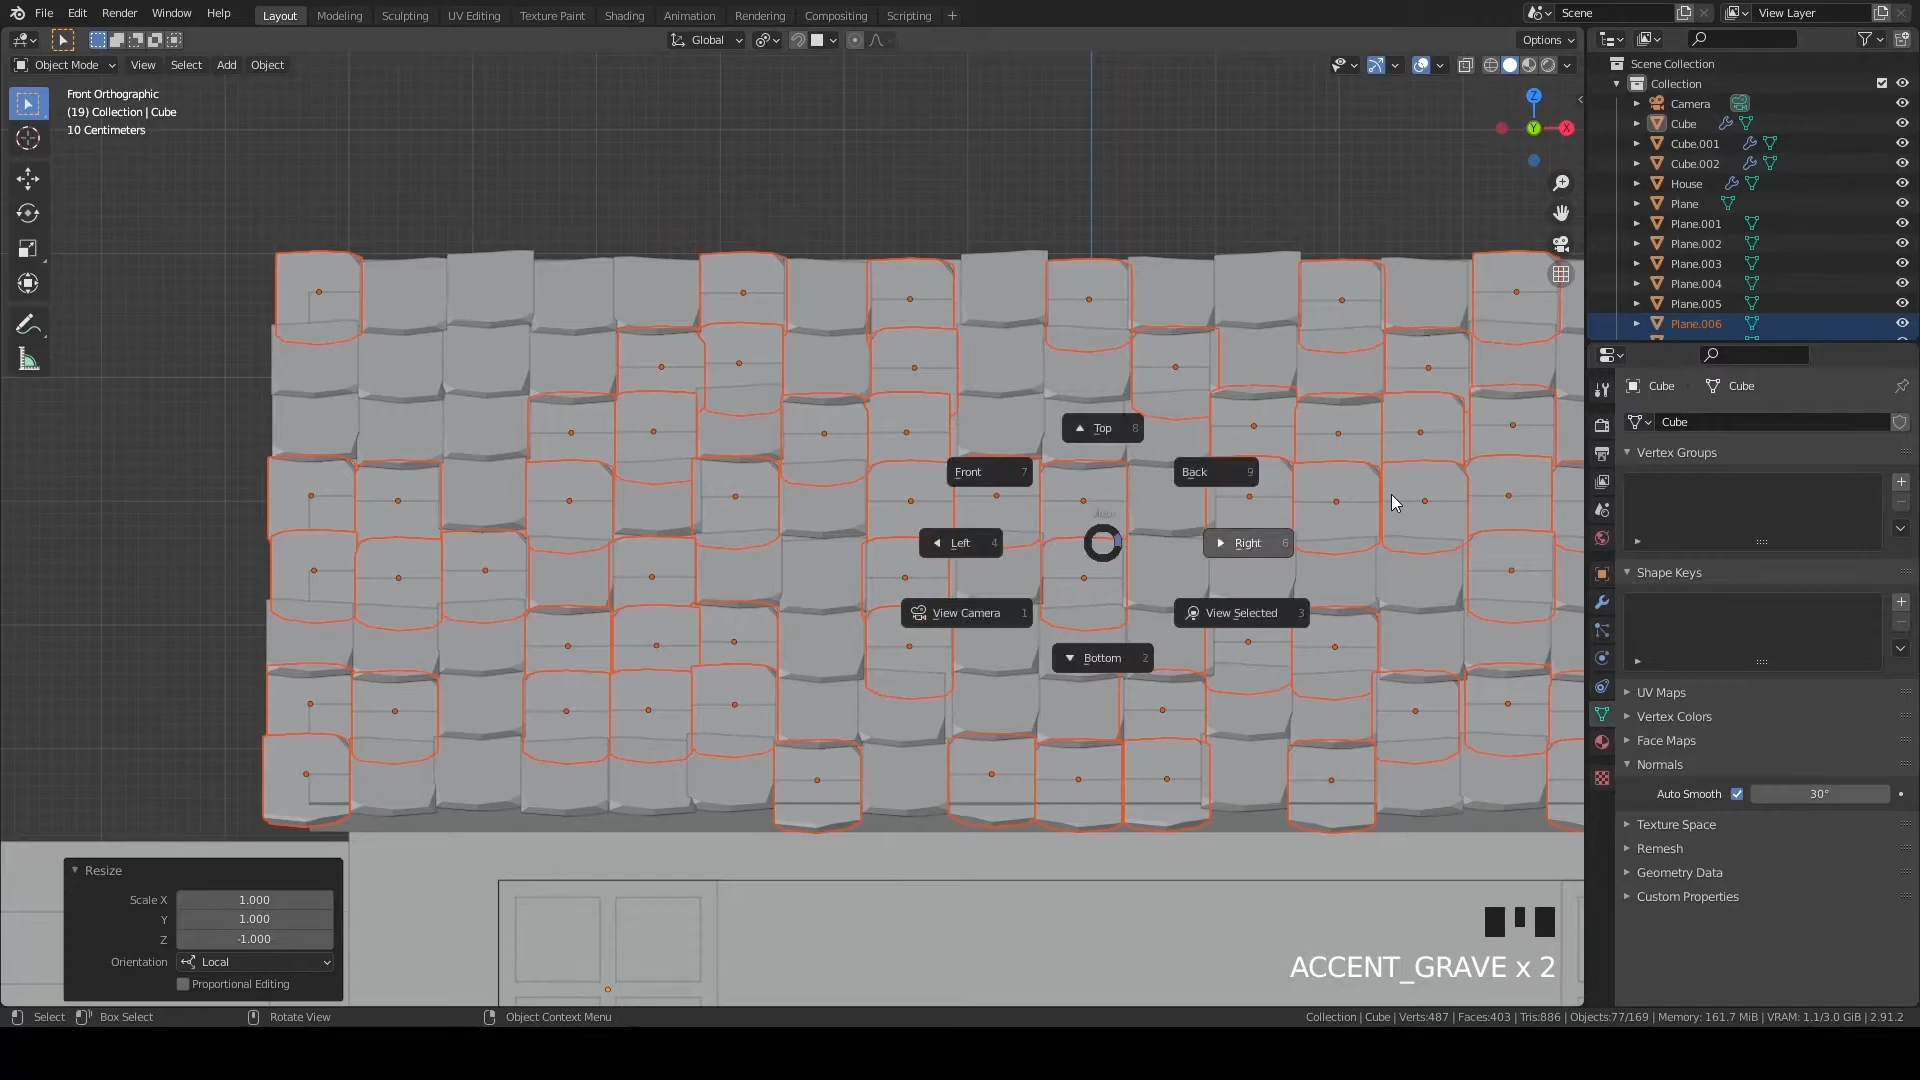 File Edit Render Window Help Layout Modeling Sculpting UV Editing Texture Paint Shading Animation Rendering Compositing Scripting + Scene View Layer
Global Options
Object Mode View Select Add Object
Front Orthographic
(19) Collection | Cube
10 Centimeters
Z
Y
X
Scene Collection
Collection
Camera
Cube
Cube.001
Cube.002
House
Plane
Plane.001
Plane.002
Plane.003
Plane.004
Plane.005
Plane.006
Top 8
Front 7
Back 9
View
Left 4
Right 6
View Camera 1
View Selected 3
Bottom 2
Cube Cube
Cube
Vertex Groups
Shape Keys
UV Maps
Vertex Colors
Face Maps
Normals
Auto Smooth 30°
Texture Space
Remesh
Geometry Data
Custom Properties
Resize
Scale X 1.000
Y 1.000
Z -1.000
Orientation Local
Proportional Editing
ACCENT_GRAVE x 2
Select Box Select Rotate View Object Context Menu
Collection | Cube | Verts:487 | Faces:403 | Tris:886 | Objects:77/169 | Memory: 161.7 MiB | VRAM: 1.1/3.0 GiB | 2.91.2